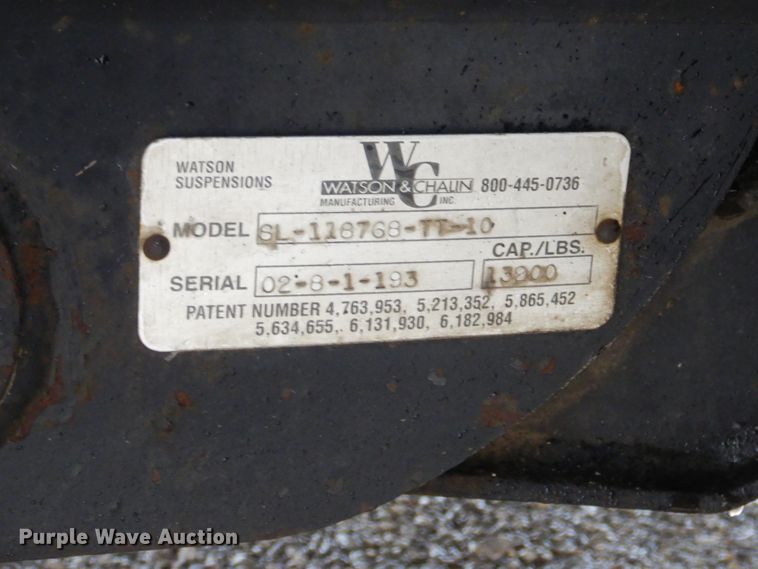 WATSON
SUSPENSIONS
WC
WATSON & CHALIN
MANUFACTURING INC.
800-445-0736
MODEL SL-118768-TT-10
CAP./LBS.
SERIAL 02-8-1-193 13900
PATENT NUMBER 4,763,953, 5,213,352, 5,865,452
5,634,655, 6,131,930, 6,182,984
Purple Wave Auction®